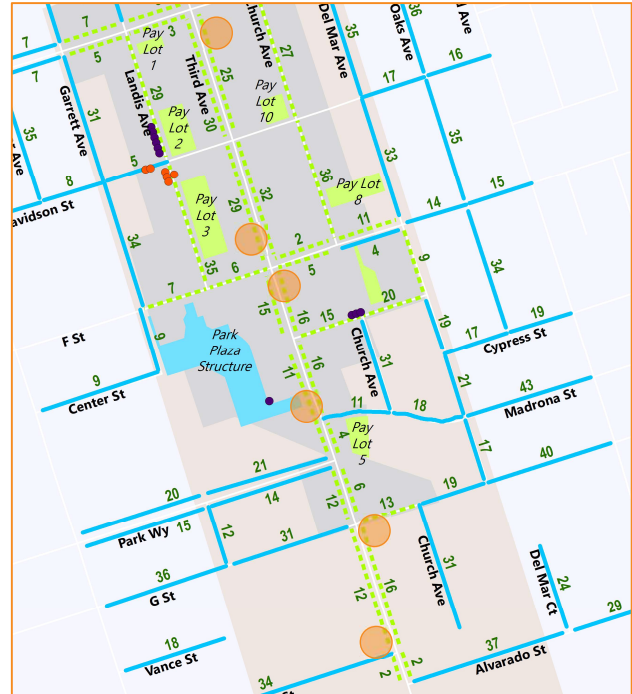 7
7
5
7
3
Pay
Lot
1
29
Landis Ave
Third Ave
25
30
Church Ave
27
Del Mar Ave
35
Oaks Ave
36
Ave
16
17
Pay
Lot
10
Pay
Lot
2
Garrett Ave
31
35
Ave
8
5
33
35
15
14
36
Pay Lot
8
32
29
Pay
Lot
3
avidson St
34
11
2
5
4
9
34
6
35
7
15
16
15
20
19
19
17
Cypress St
F St
9
Park
Plaza
Structure
9
Center St
16
11
Church Ave
31
21
43
Madrona St
11
18
4
Pay
Lot
5
17
40
21
20
14
15
Park Wy
12
12
6
13
19
31
36
G St
Church Ave
31
16
12
Del Mar Ct
24
29
18
Vance St
37
Alvarado St
34
2
2
St